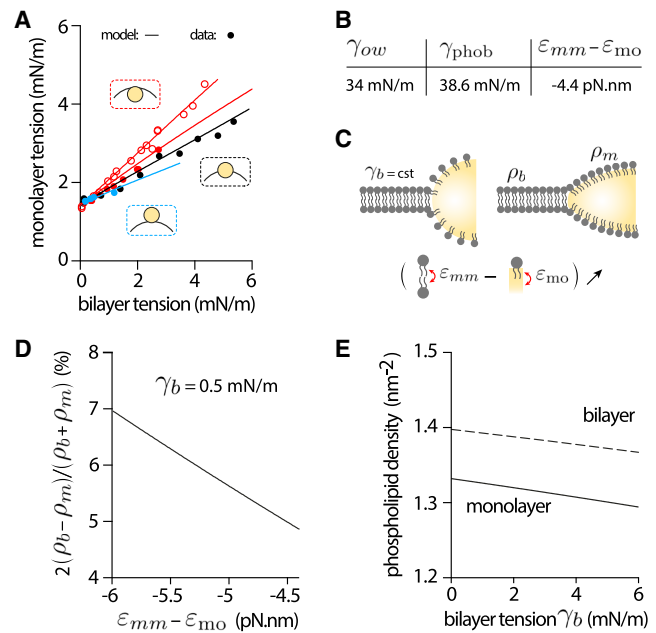 A
model: — data: •
monolayer tension (mN/m)
6
4
2
0
0 2 4 6
bilayer tension (mN/m)
B
γow γphob εmm−εmo
34 mN/m 38.6 mN/m -4.4 pN.nm
C
γb = cst ρb ρm
( εmm − εmo ) ↗
D
2(ρb − ρm)/(ρb + ρm) (%)
8
7
6
5
4
γb = 0.5 mN/m
-6 -5.5 -5 -4.5
εmm − εmo (pN.nm)
E
phospholipid density (nm-2)
1.5
1.4
1.3
1.2
bilayer
monolayer
0 2 4 6
bilayer tension γb (mN/m)